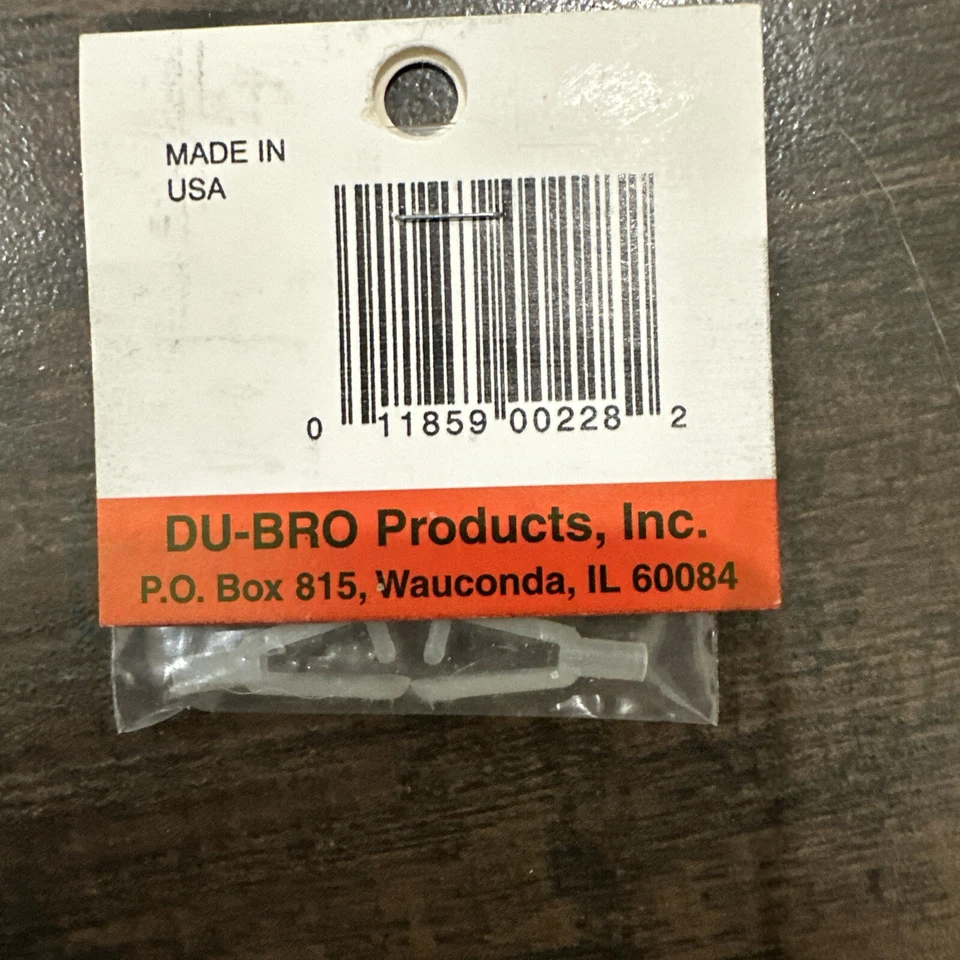 MADE IN
USA
0 11859 00228 2
DU-BRO Products, Inc.
P.O. Box 815, Wauconda, IL 60084